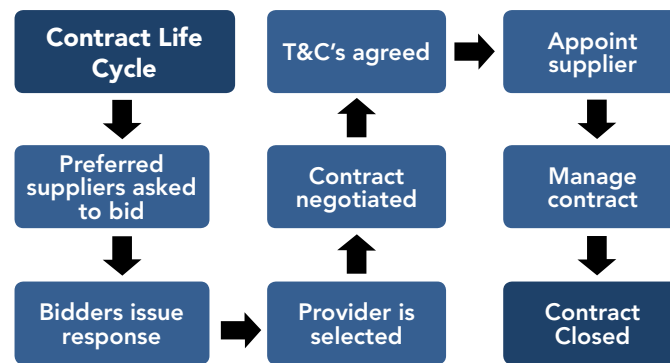 Contract Life
Cycle
Preferred
suppliers asked
to bid
Bidders issue
response
Provider is
selected
Contract
negotiated
T&C's agreed
Appoint
supplier
Manage
contract
Contract
Closed